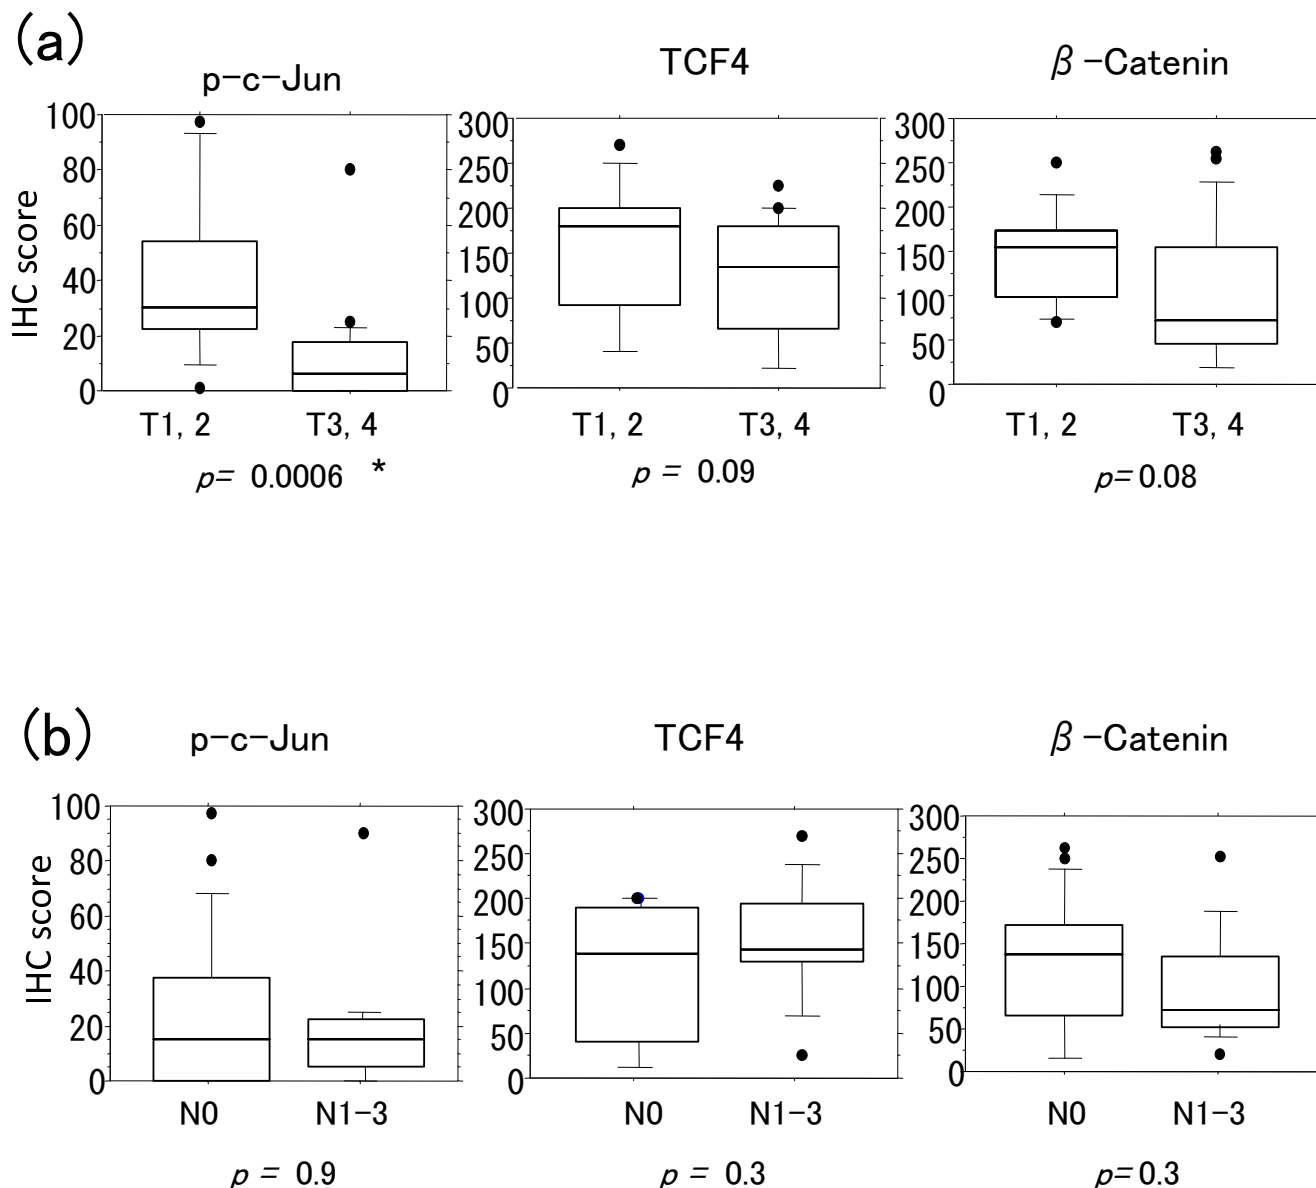 (a)
p-c-Jun
TCF4
β-Catenin
IHC score
100
80
60
40
20
0
300
250
200
150
100
50
0
300
250
200
150
100
50
0
T1, 2
T3, 4
T1, 2
T3, 4
T1, 2
T3, 4
p= 0.0006 *
p = 0.09
p= 0.08
(b)
p-c-Jun
TCF4
β-Catenin
IHC score
100
80
60
40
20
0
300
250
200
150
100
50
0
300
250
200
150
100
50
0
N0
N1-3
N0
N1-3
N0
N1-3
p = 0.9
p = 0.3
p= 0.3